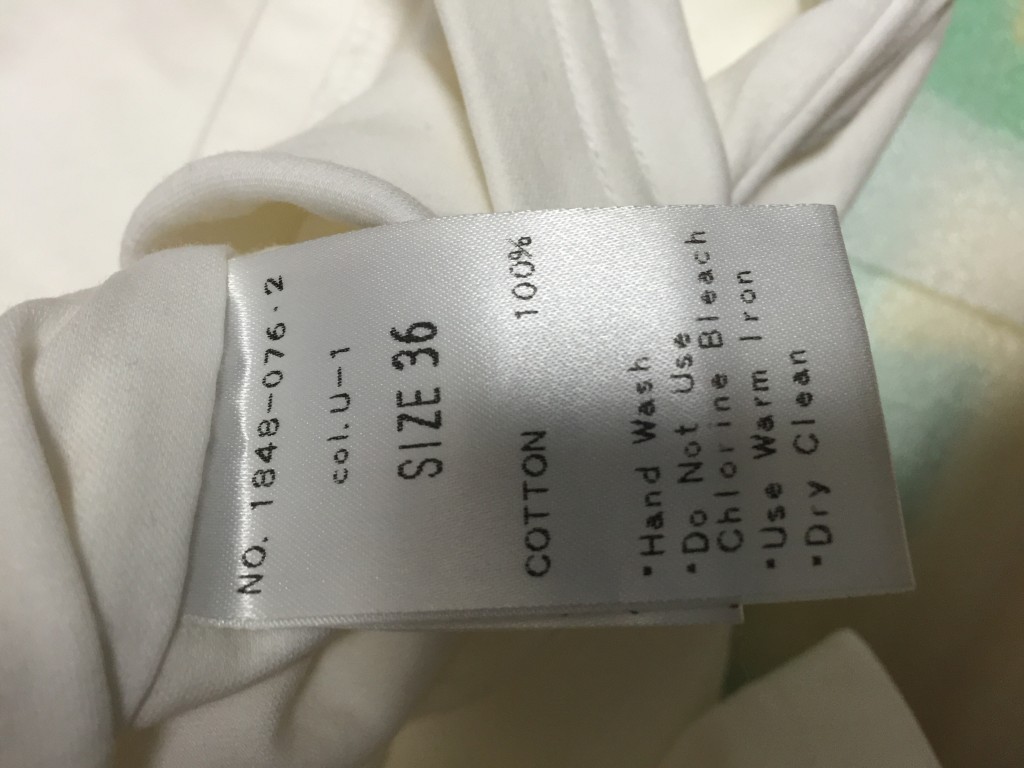 NO. 1848-076·2
col.U-1
SIZE 36
COTTON 100%
*Hand Wash
*Do Not Use
Chlorine Bleach
*Use Warm Iron
*Dry Clean